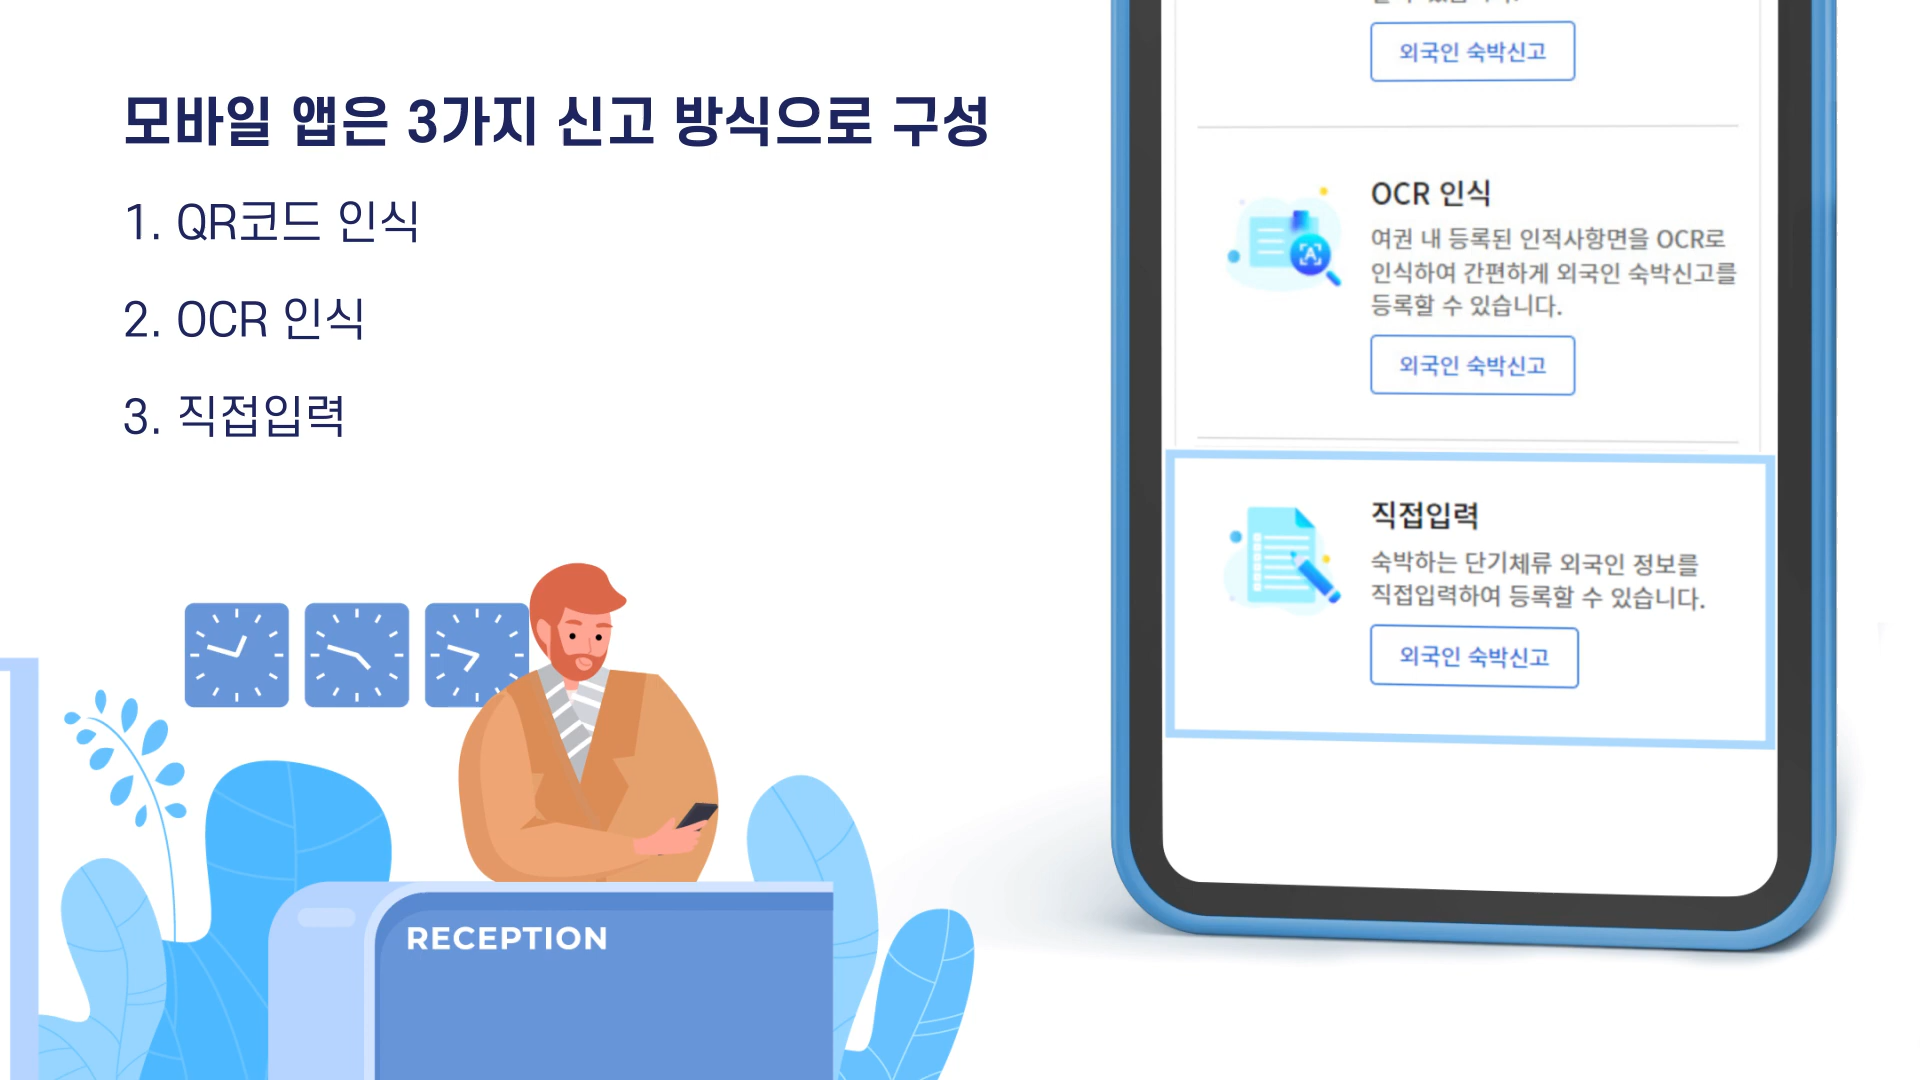 모바일 앱은 3가지 신고 방식으로 구성
1. QR코드 인식
2. OCR 인식
3. 직접입력
RECEPTION
외국인 숙박신고
OCR 인식
여권 내 등록된 인적사항면을 OCR로
인식하여 간편하게 외국인 숙박신고를
등록할 수 있습니다.
외국인 숙박신고
직접입력
숙박하는 단기체류 외국인 정보를
직접입력하여 등록할 수 있습니다.
외국인 숙박신고